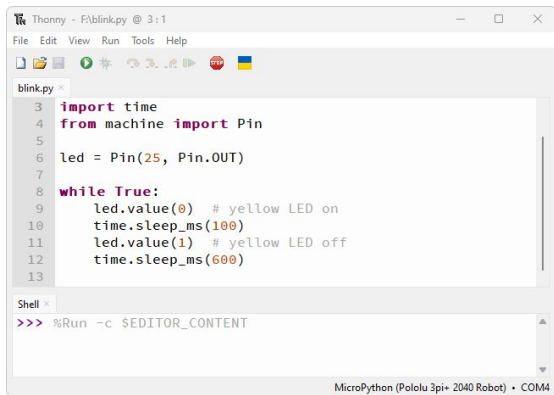 Thonny - F:\blink.py @ 3:1
File Edit View Run Tools Help
STOP
blink.py ×
3 import time
4 from machine import Pin
5
6 led = Pin(25, Pin.OUT)
7
8 while True:
9     led.value(0)  # yellow LED on
10     time.sleep_ms(100)
11     led.value(1)  # yellow LED off
12     time.sleep_ms(600)
13
Shell ×
>>> %Run -c $EDITOR_CONTENT
MicroPython (Pololu 3pi+ 2040 Robot) • COM4